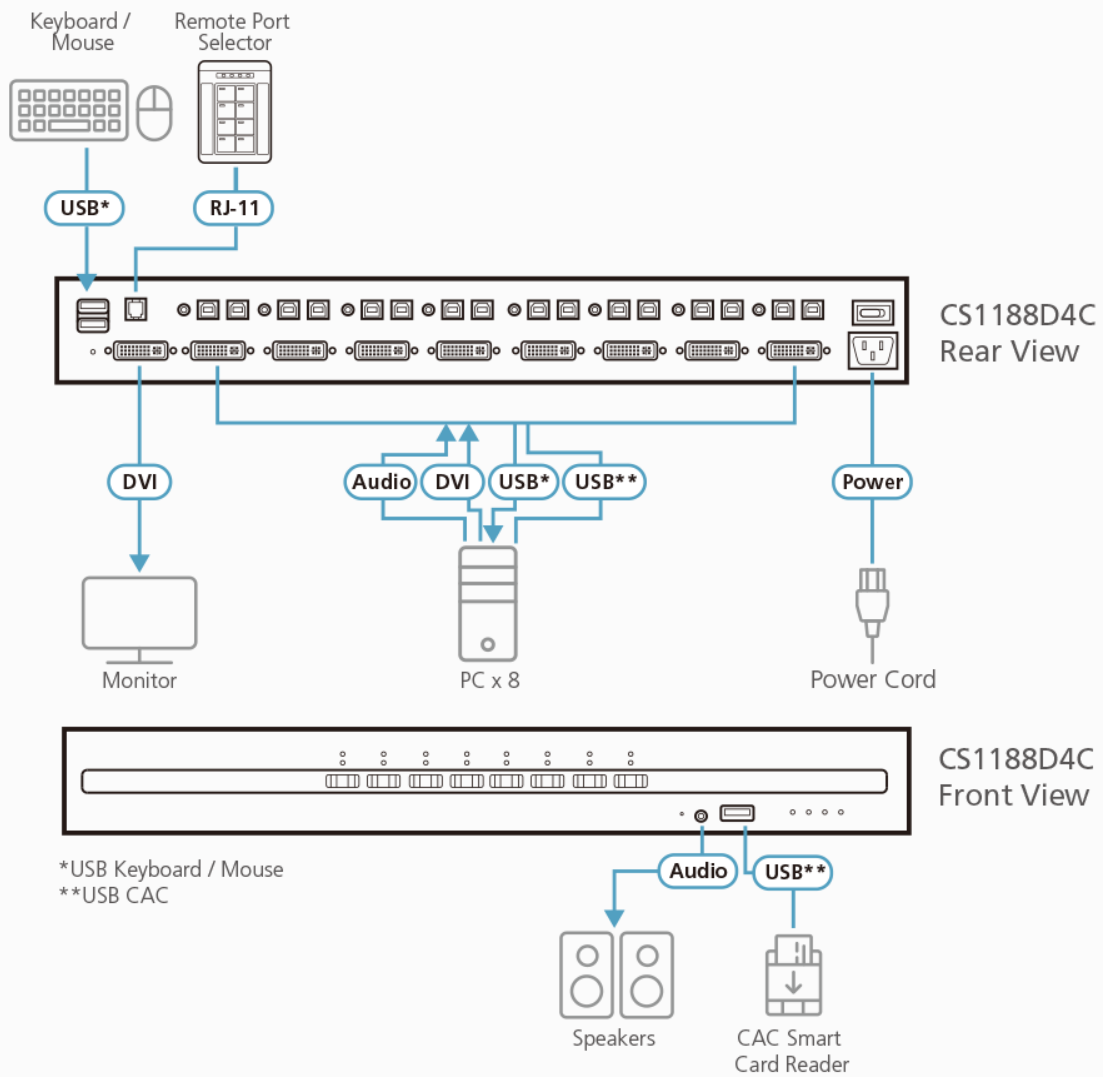 Keyboard /
Mouse
Remote Port
Selector
USB*
RJ-11
CS1188D4C
Rear View
DVI
Audio
DVI
USB*
USB**
Power
Monitor
PC x 8
Power Cord
CS1188D4C
Front View
*USB Keyboard / Mouse
**USB CAC
Audio
USB**
Speakers
CAC Smart
Card Reader